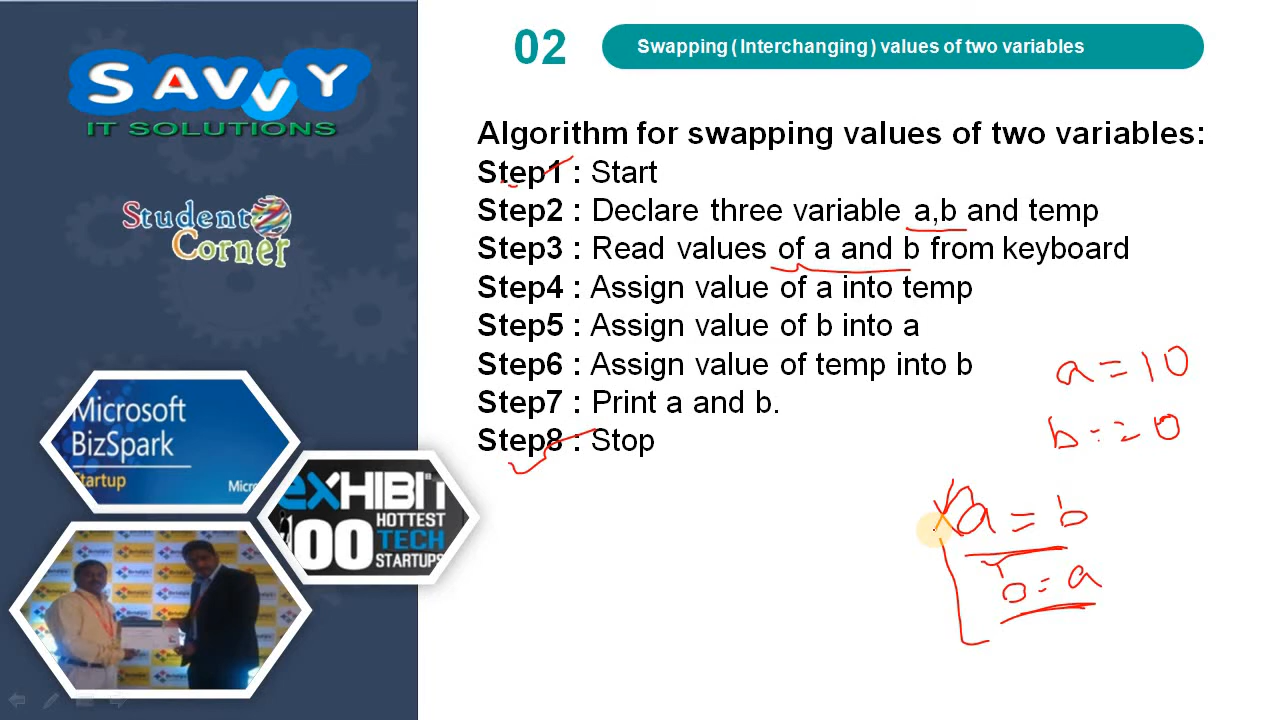 SAVVY
IT SOLUTIONS
Student
Corner
Microsoft
BizSpark
Startup
Micros
EXHIBIT
100
HOTTEST
TECH
STARTUPS
02
Swapping ( Interchanging ) values of two variables
Algorithm for swapping values of two variables:
Step1 : Start
Step2 : Declare three variable a,b and temp
Step3 : Read values of a and b from keyboard
Step4 : Assign value of a into temp
Step5 : Assign value of b into a
Step6 : Assign value of temp into b
Step7 : Print a and b.
Step8 : Stop
a = 10
b = 20
a = b
b = a